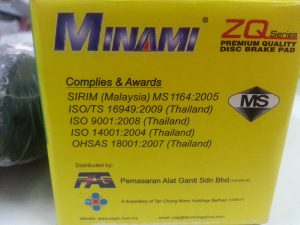 MINAMI®
ZQ Series
PREMIUM QUALITY
DISC BRAKE PAD
Complies & Awards
SIRIM (Malaysia) MS1164:2005
ISO/TS 16949:2009 (Thailand)
ISO 9001:2008 (Thailand)
ISO 14001:2004 (Thailand)
OHSAS 18001:2007 (Thailand)
MS
Distributed by:
PAG
Pemasaran Alat Ganti Sdn Bhd
A Subsidiary of Tan Chong Motor Holdings Berhad